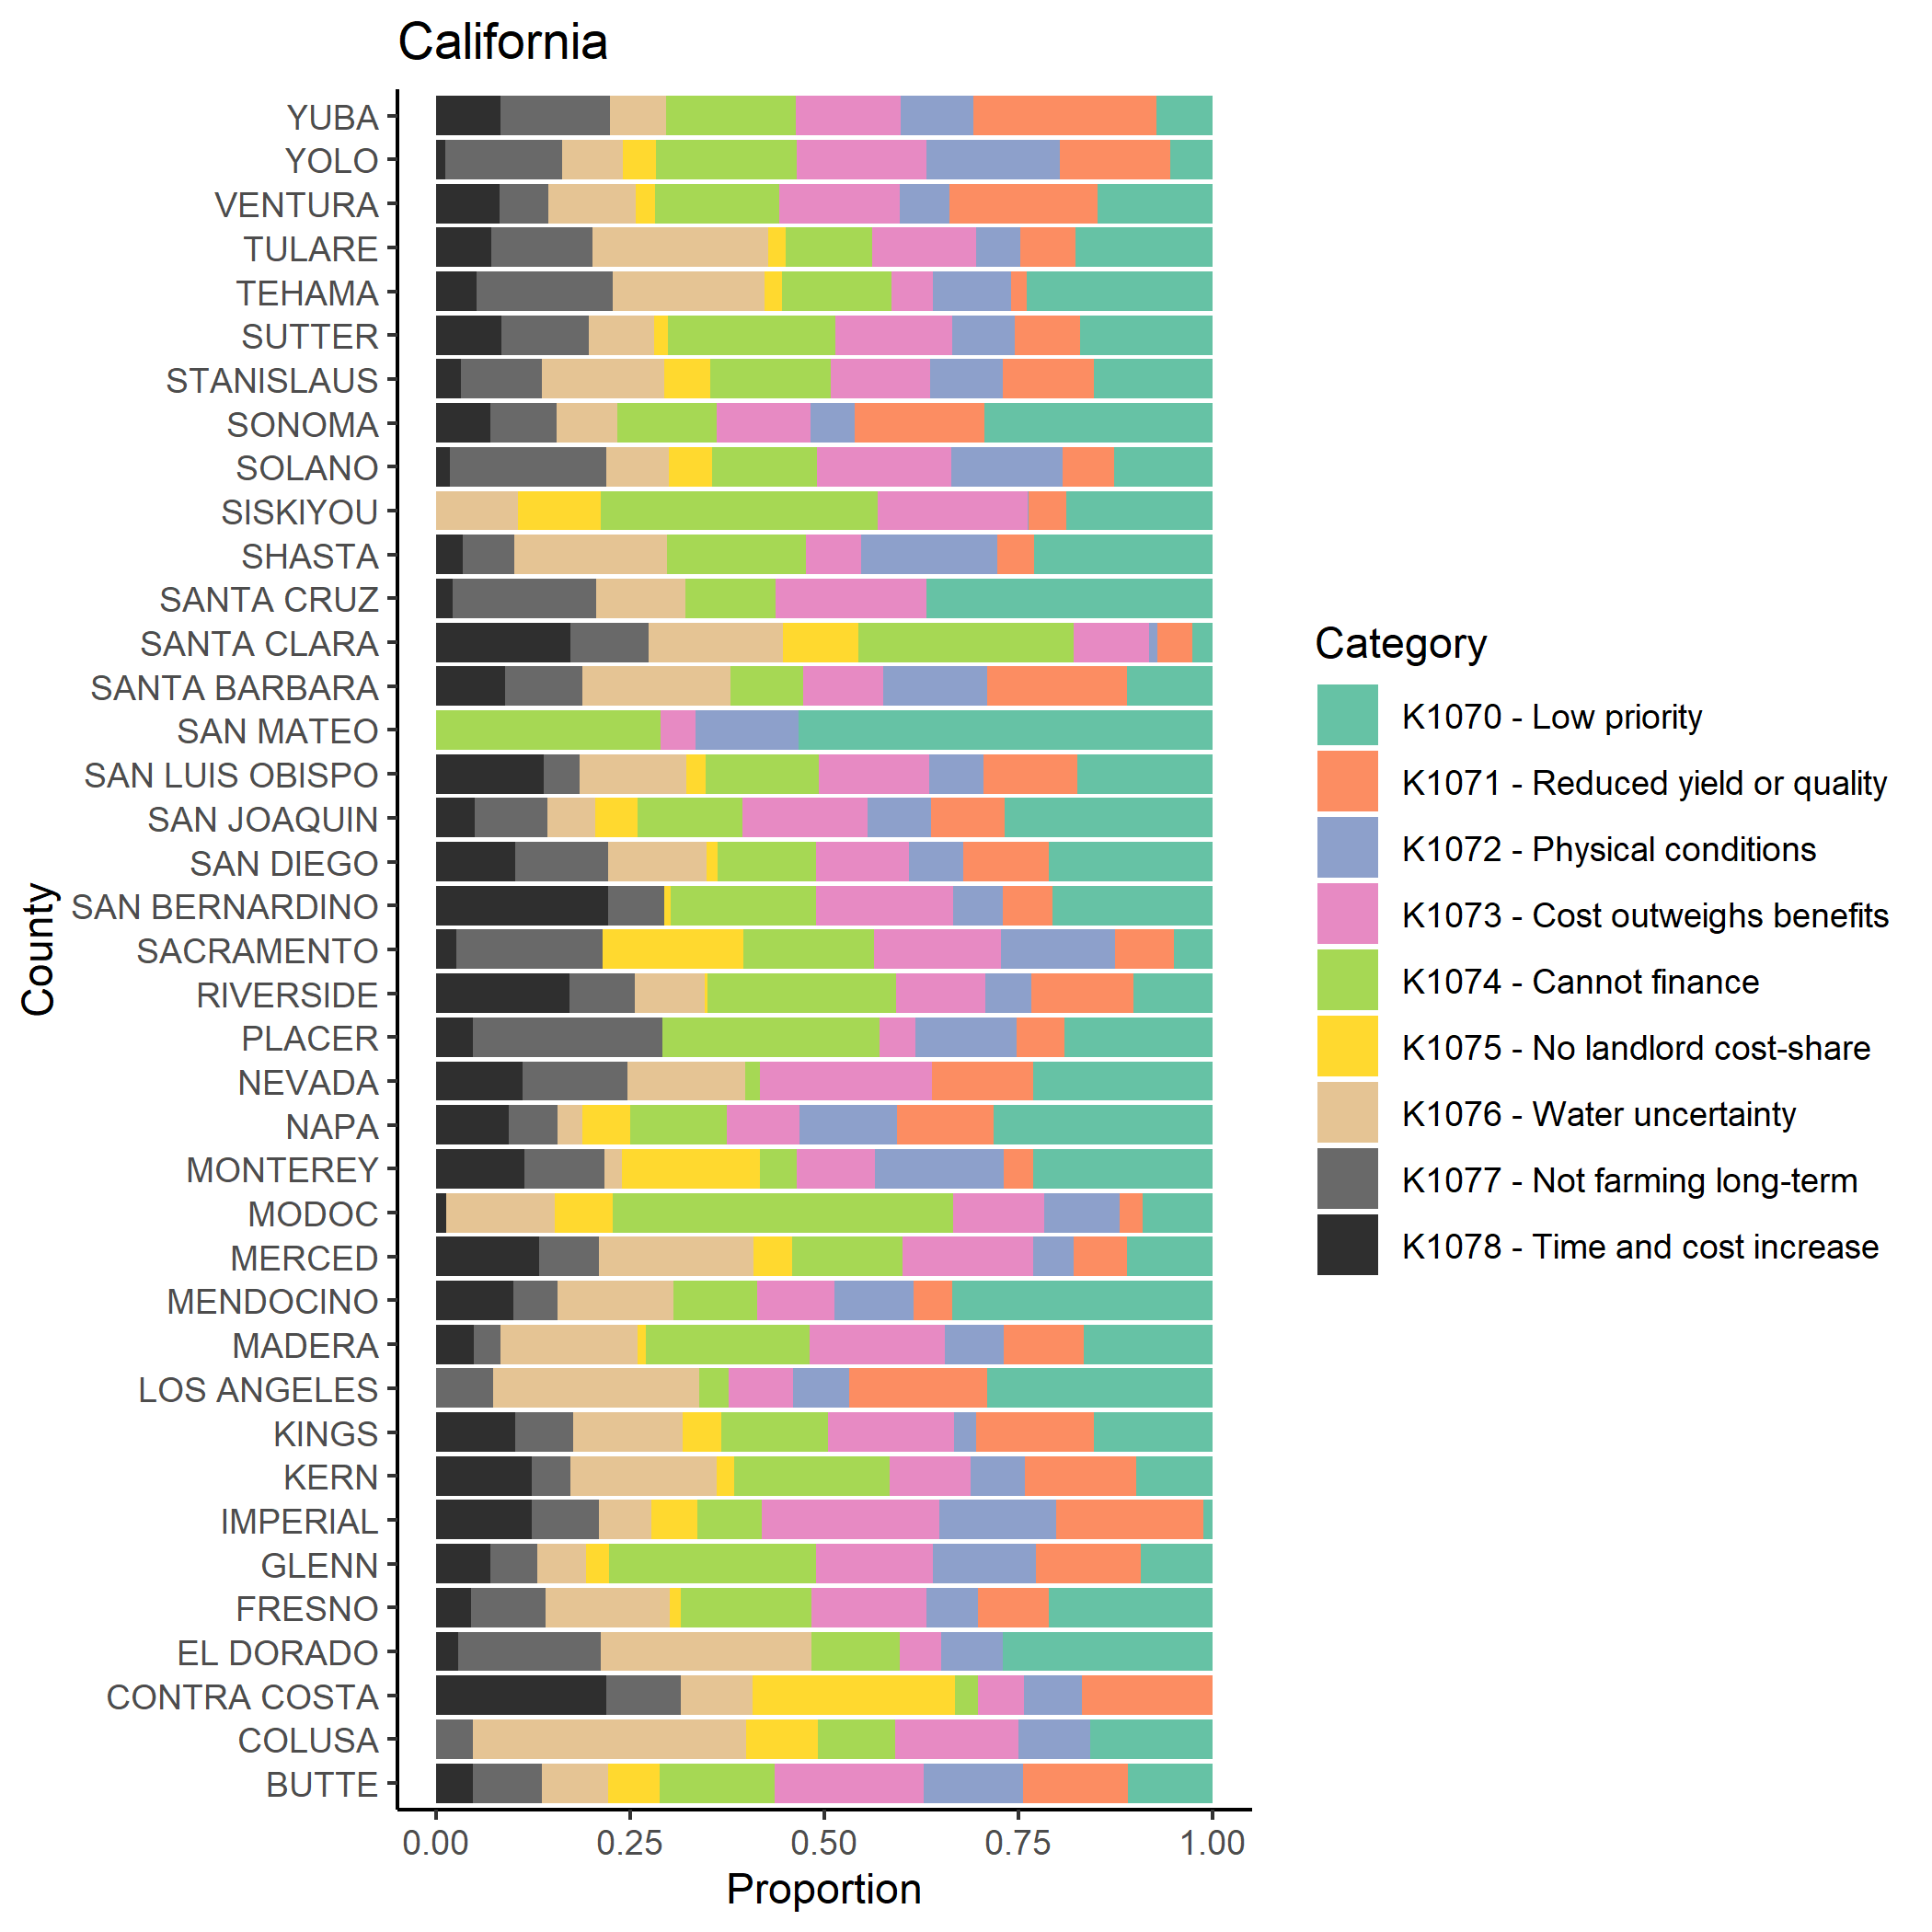 California
YUBA
YOLO
VENTURA
TULARE
TEHAMA
SUTTER
STANISLAUS
SONOMA
SOLANO
SISKIYOU
SHASTA
SANTA CRUZ
SANTA CLARA
SANTA BARBARA
SAN MATEO
SAN LUIS OBISPO
SAN JOAQUIN
SAN DIEGO
SAN BERNARDINO
SACRAMENTO
RIVERSIDE
PLACER
NEVADA
NAPA
MONTEREY
MODOC
MERCED
MENDOCINO
MADERA
LOS ANGELES
KINGS
KERN
IMPERIAL
GLENN
FRESNO
EL DORADO
CONTRA COSTA
COLUSA
BUTTE
County
0.00 0.25 0.50 0.75 1.00
Proportion
Category
K1070 - Low priority
K1071 - Reduced yield or quality
K1072 - Physical conditions
K1073 - Cost outweighs benefits
K1074 - Cannot finance
K1075 - No landlord cost-share
K1076 - Water uncertainty
K1077 - Not farming long-term
K1078 - Time and cost increase